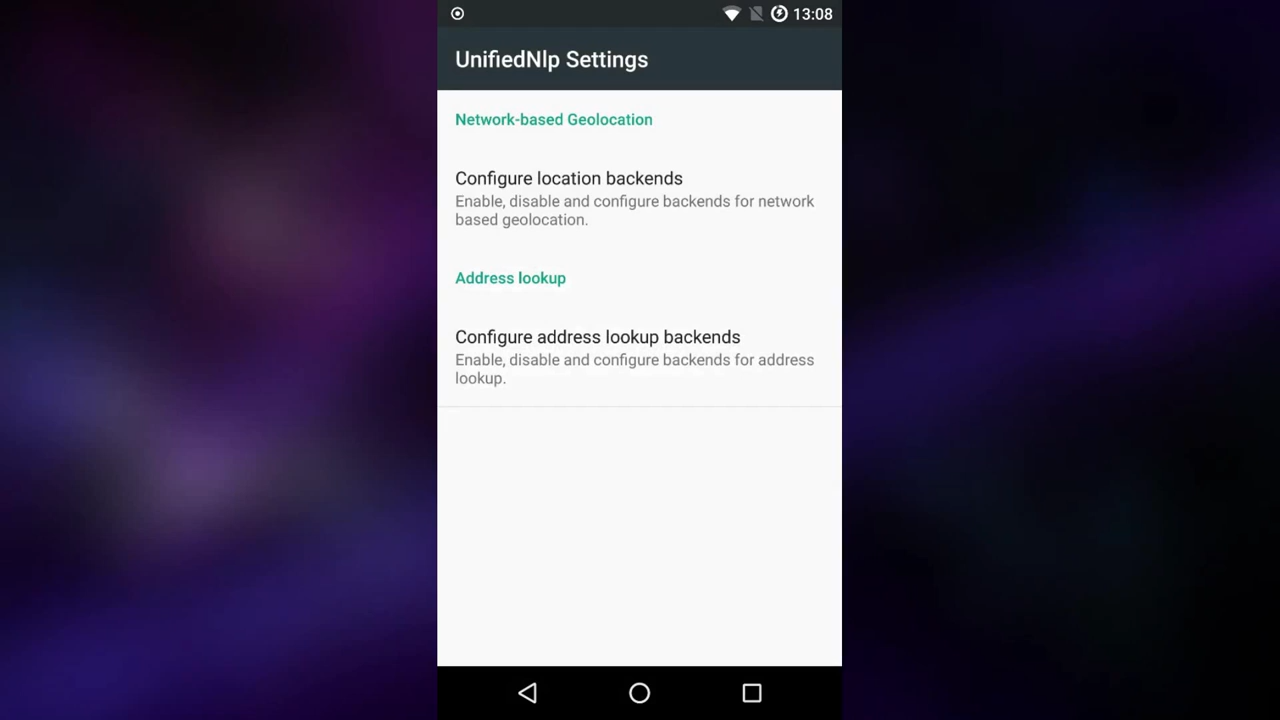 13:08
UnifiedNlp Settings
Network-based Geolocation
Configure location backends
Enable, disable and configure backends for network
based geolocation.
Address lookup
Configure address lookup backends
Enable, disable and configure backends for address
lookup.